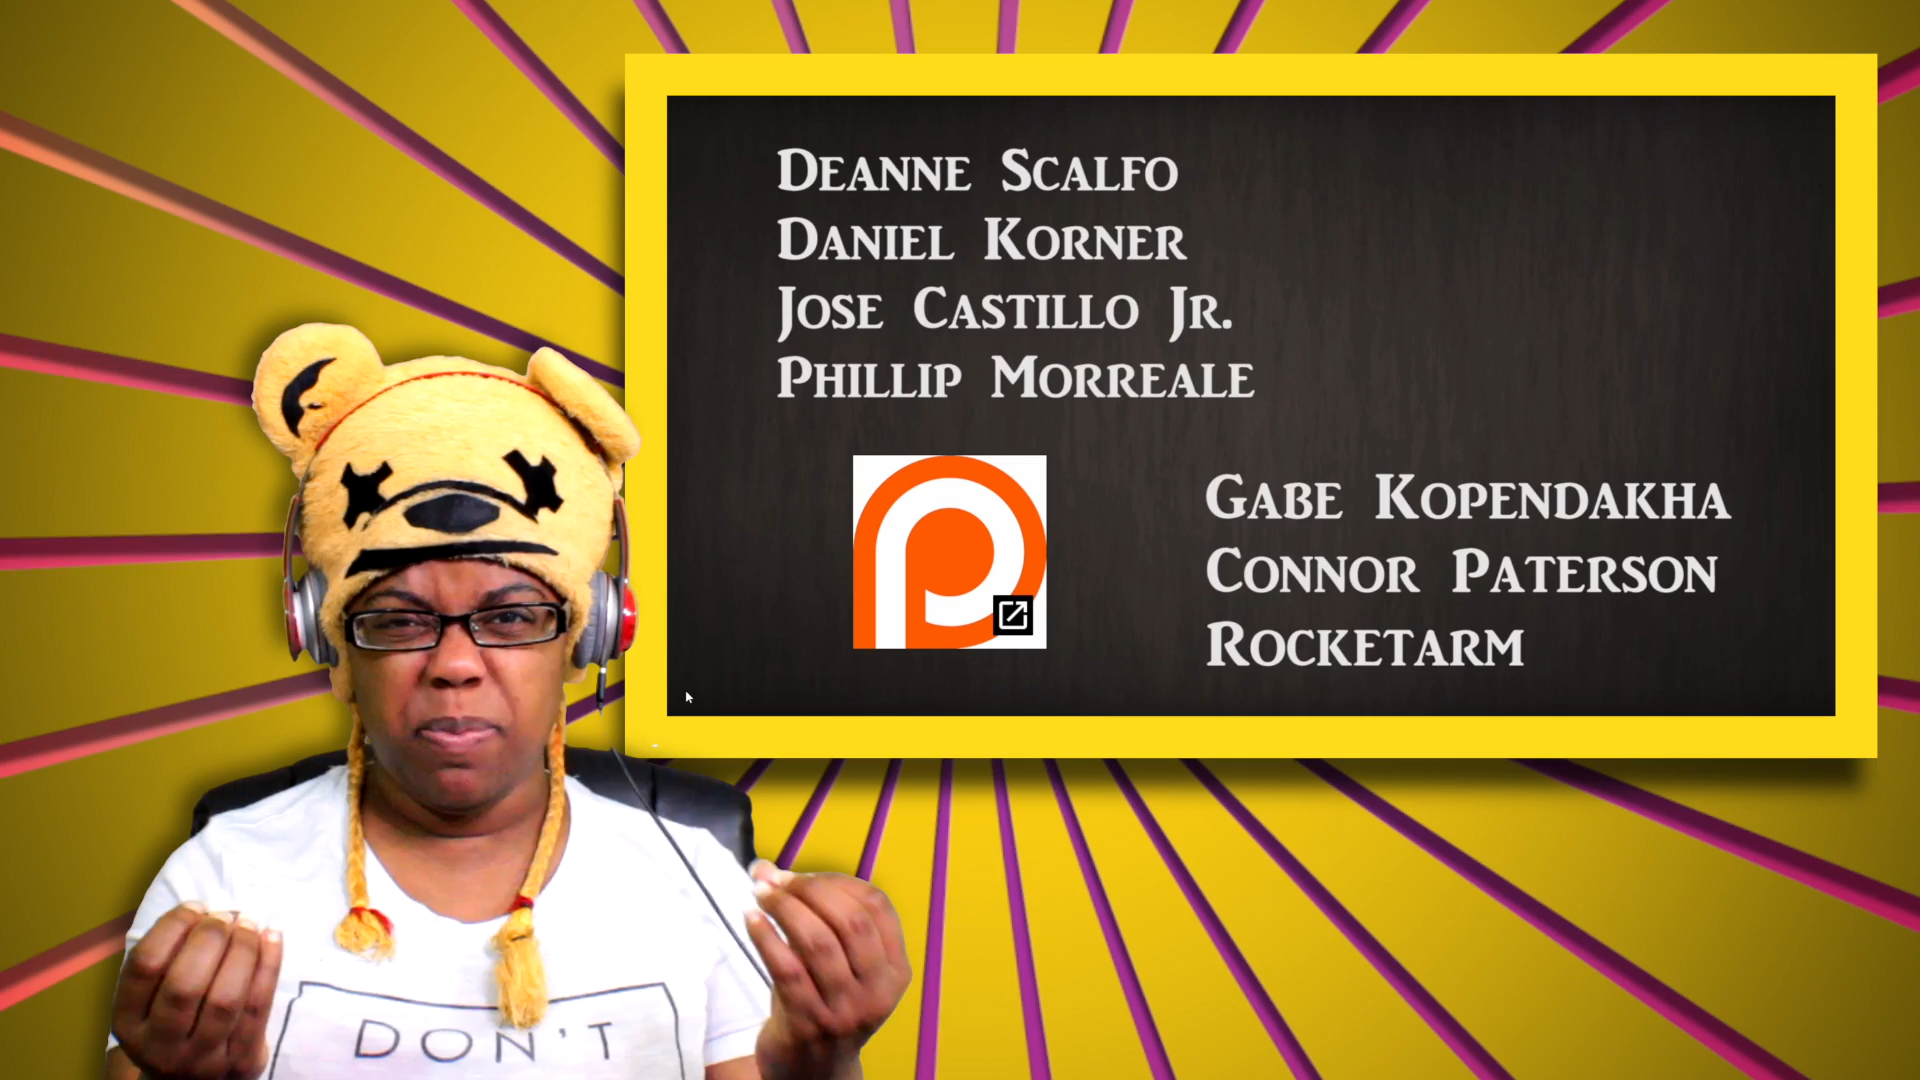 Deanne Scalfo
Daniel Korner
Jose Castillo Jr.
Phillip Morreale
Gabe Kopendakha
Connor Paterson
Rocketarm
DON'T